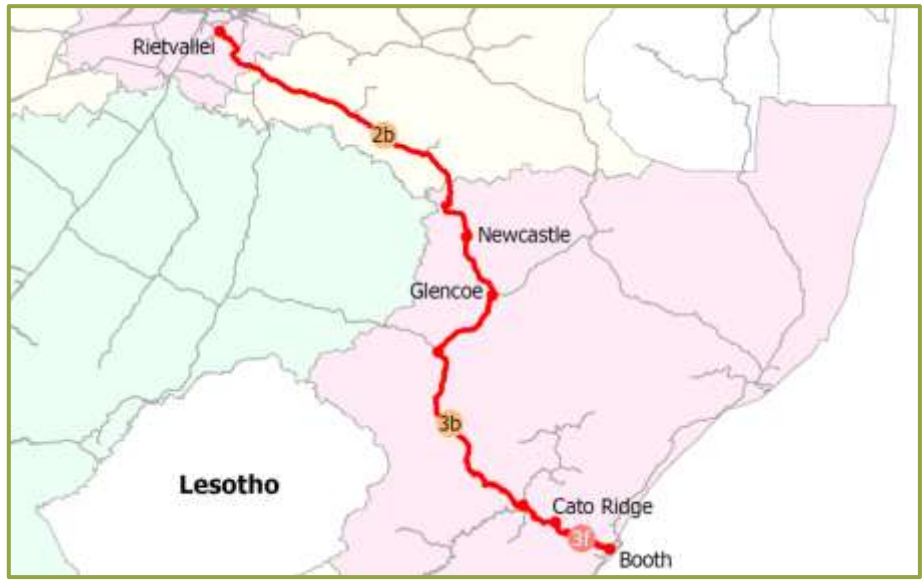 Rietvallei
2b
Newcastle
Glencoe
3b
Lesotho
Cato Ridge
3f
Booth